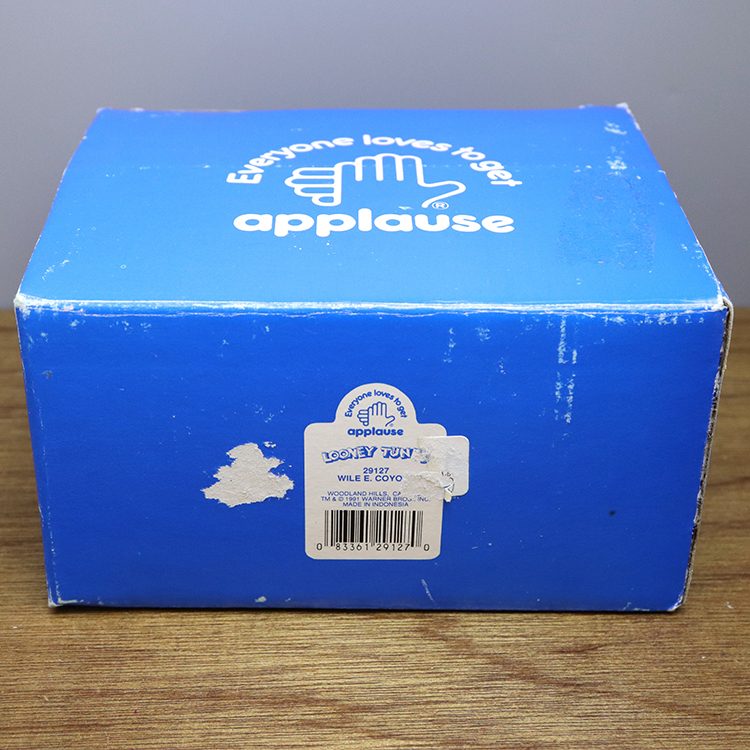 Everyone loves to get
®
applause
Everyone loves to get
applause
LOONEY TUN
29127
WILE E. COYO
WOODLAND HILLS, CA
TM & © 1991 WARNER BROS. INC.
MADE IN INDONESIA
0 83361 29127 0